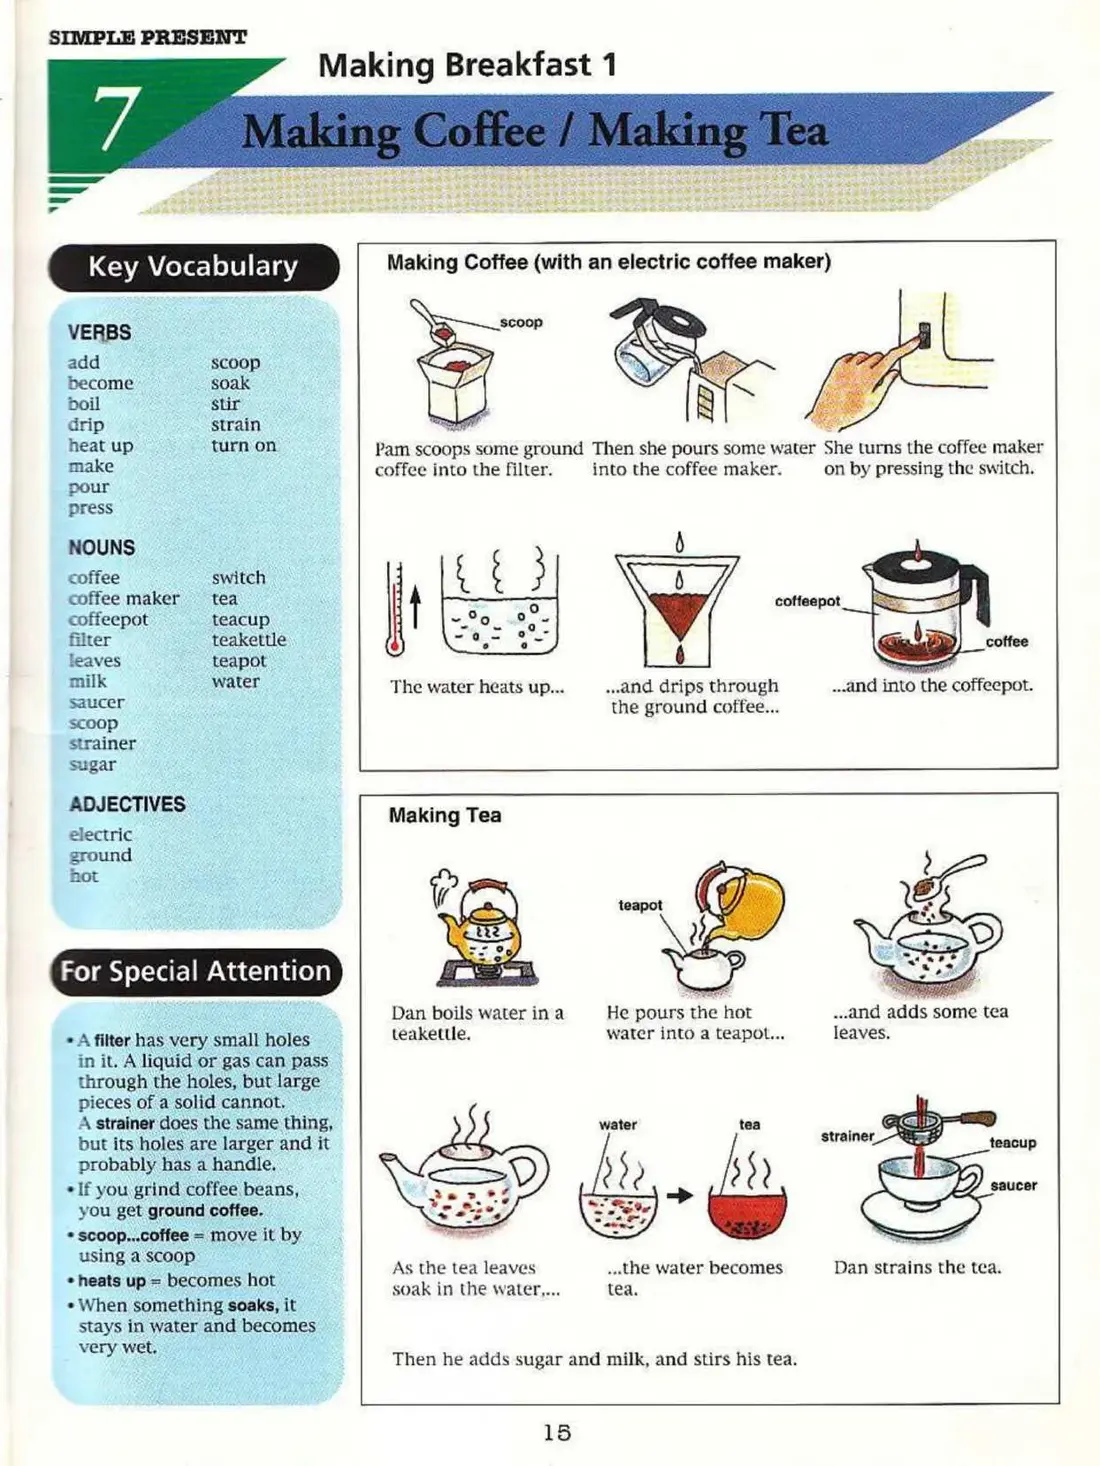 SIMPLE PRESENT
7
Making Breakfast 1
Making Coffee / Making Tea
Key Vocabulary
VERBS
add
become
boil
drip
heat up
make
pour
press
scoop
soak
stir
strain
turn on
NOUNS
coffee
coffee maker
coffeepot
filter
leaves
milk
saucer
scoop
strainer
sugar
switch
tea
teacup
teakettle
teapot
water
ADJECTIVES
electric
ground
hot
For Special Attention
• A filter has very small holes
in it. A liquid or gas can pass
through the holes, but large
pieces of a solid cannot.
A strainer does the same thing,
but its holes are larger and it
probably has a handle.
• If you grind coffee beans,
you get ground coffee.
• scoop...coffee = move it by
using a scoop
• heats up = becomes hot
• When something soaks, it
stays in water and becomes
very wet.
Making Coffee (with an electric coffee maker)
scoop
Pam scoops some ground
coffee into the filter.
Then she pours some water
into the coffee maker.
She turns the coffee maker
on by pressing the switch.
The water heats up...
...and drips through
the ground coffee...
coffeepot
coffee
...and into the coffeepot.
Making Tea
Dan boils water in a
teakettle.
teapot
He pours the hot
water into a teapot...
...and adds some tea
leaves.
As the tea leaves
soak in the water,...
water
tea
...the water becomes
tea.
strainer
teacup
saucer
Dan strains the tea.
Then he adds sugar and milk, and stirs his tea.
15